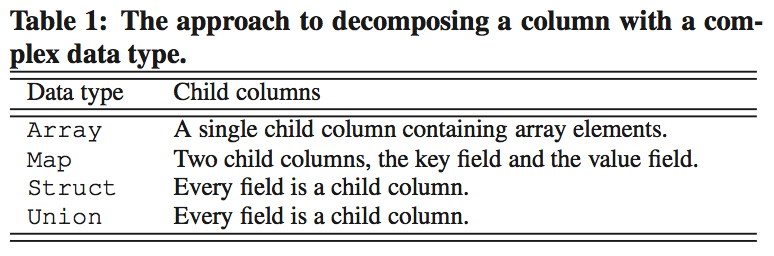 Table 1: The approach to decomposing a column with a com-
plex data type.
Data type Child columns
Array A single child column containing array elements.
Map Two child columns, the key field and the value field.
Struct Every field is a child column.
Union Every field is a child column.